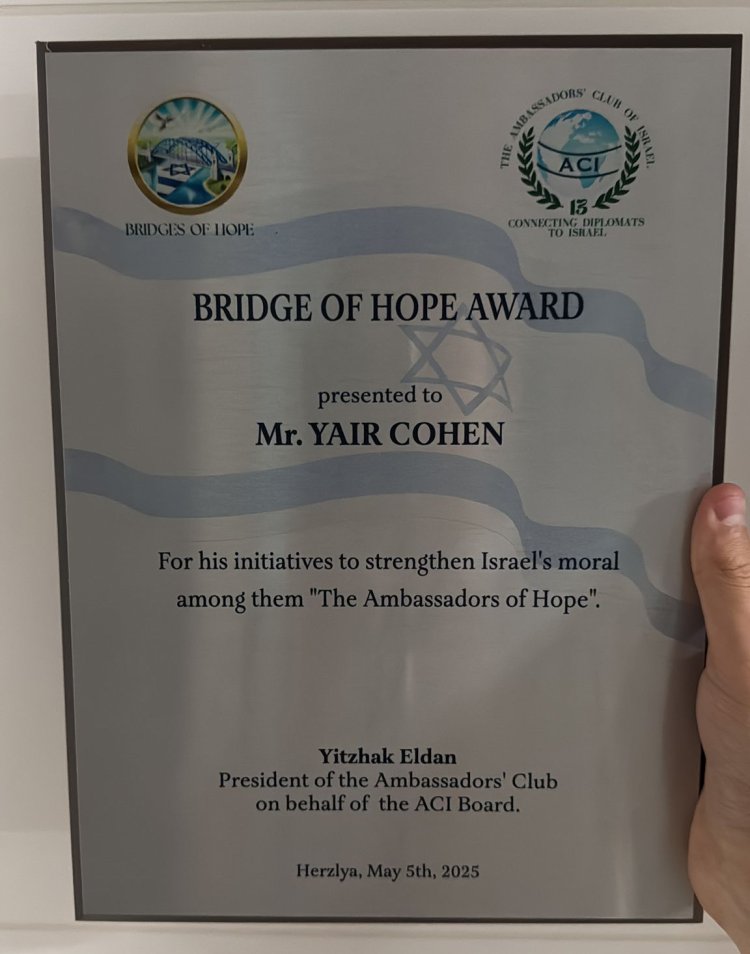 BRIDGES OF HOPE
THE AMBASSADORS' CLUB OF ISRAEL
ACI
13
CONNECTING DIPLOMATS
TO ISRAEL
BRIDGE OF HOPE AWARD
presented to
Mr. YAIR COHEN
For his initiatives to strengthen Israel's moral
among them "The Ambassadors of Hope".
Yitzhak Eldan
President of the Ambassadors' Club
on behalf of the ACI Board.
Herzlya, May 5th, 2025